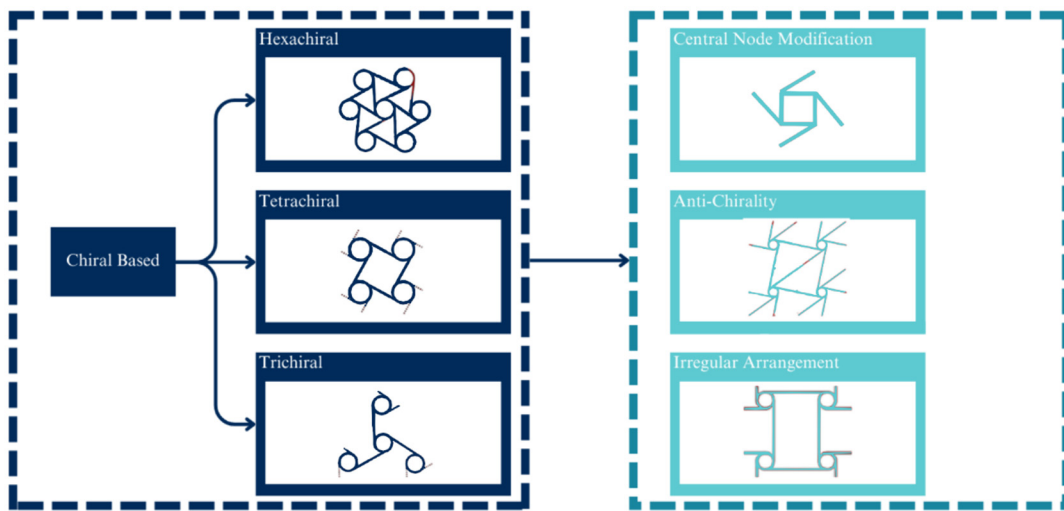 Chiral Based
Hexachiral
Tetrachiral
Trichiral
Central Node Modification
Anti-Chirality
Irregular Arrangement